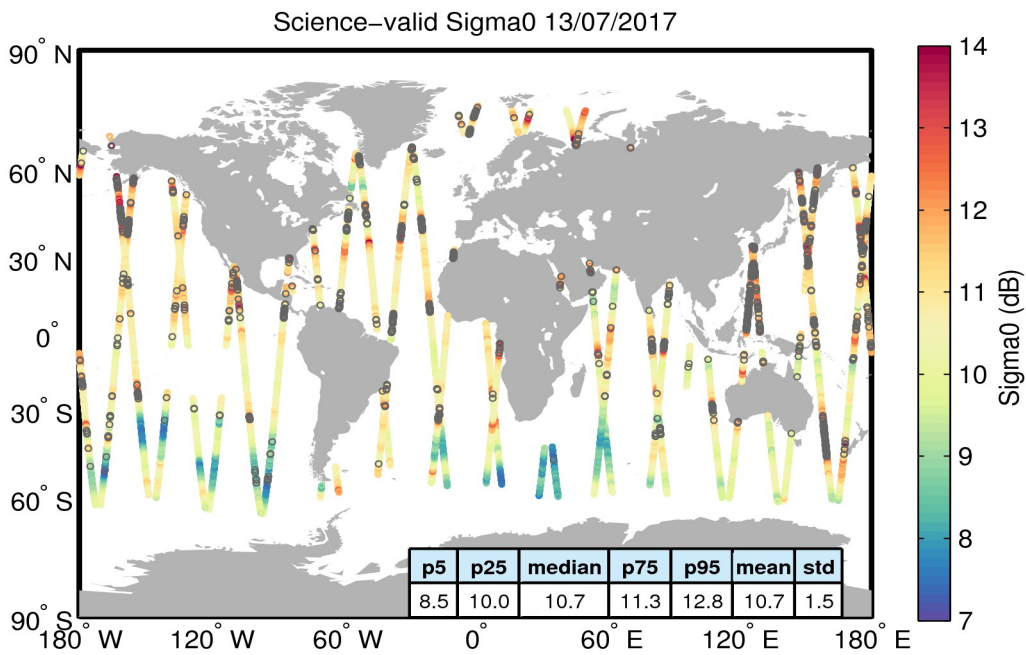 Science−valid Sigma0 13/07/2017
90° N
60° N
30° N
0°
30° S
60° S
90° S
180° W
120° W
60° W
0°
60° E
120° E
180° E
14
13
12
11
10
9
8
7
Sigma0 (dB)
p5 p25 median p75 p95 mean std
8.5 10.0 10.7 11.3 12.8 10.7 1.5